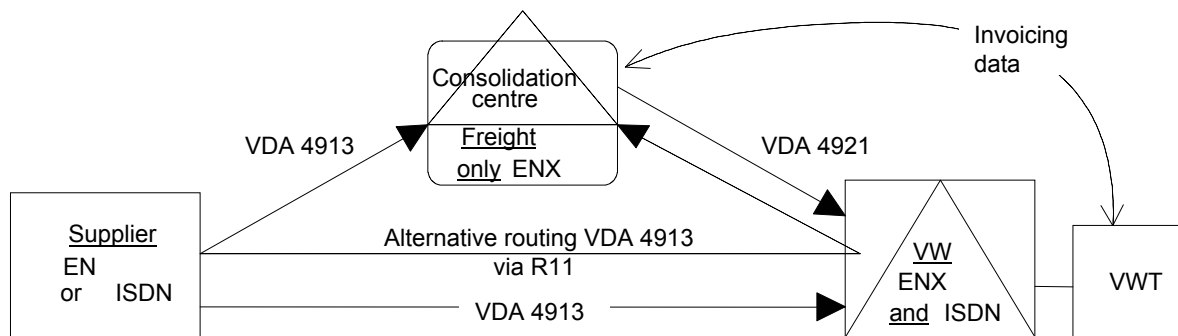 Invoicing
data
Consolidation
centre
Freight
only ENX
VDA 4913
VDA 4921
Supplier
EN
or ISDN
Alternative routing VDA 4913
via R11
VDA 4913
VW
ENX
and ISDN
VWT